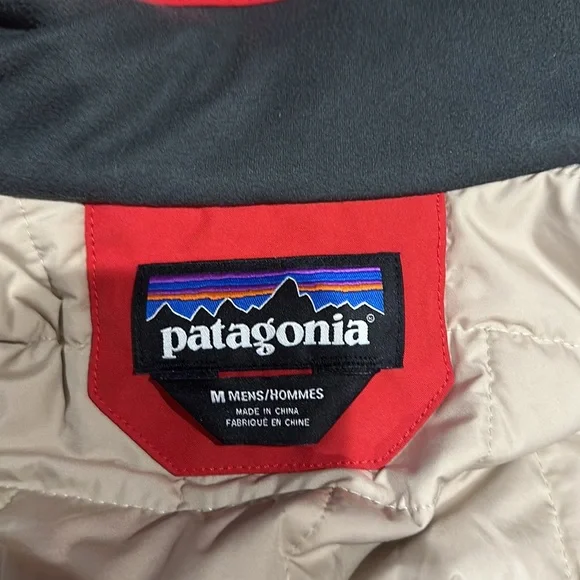 patagonia®
M MENS/HOMMES
MADE IN CHINA
FABRIQUÉ EN CHINE